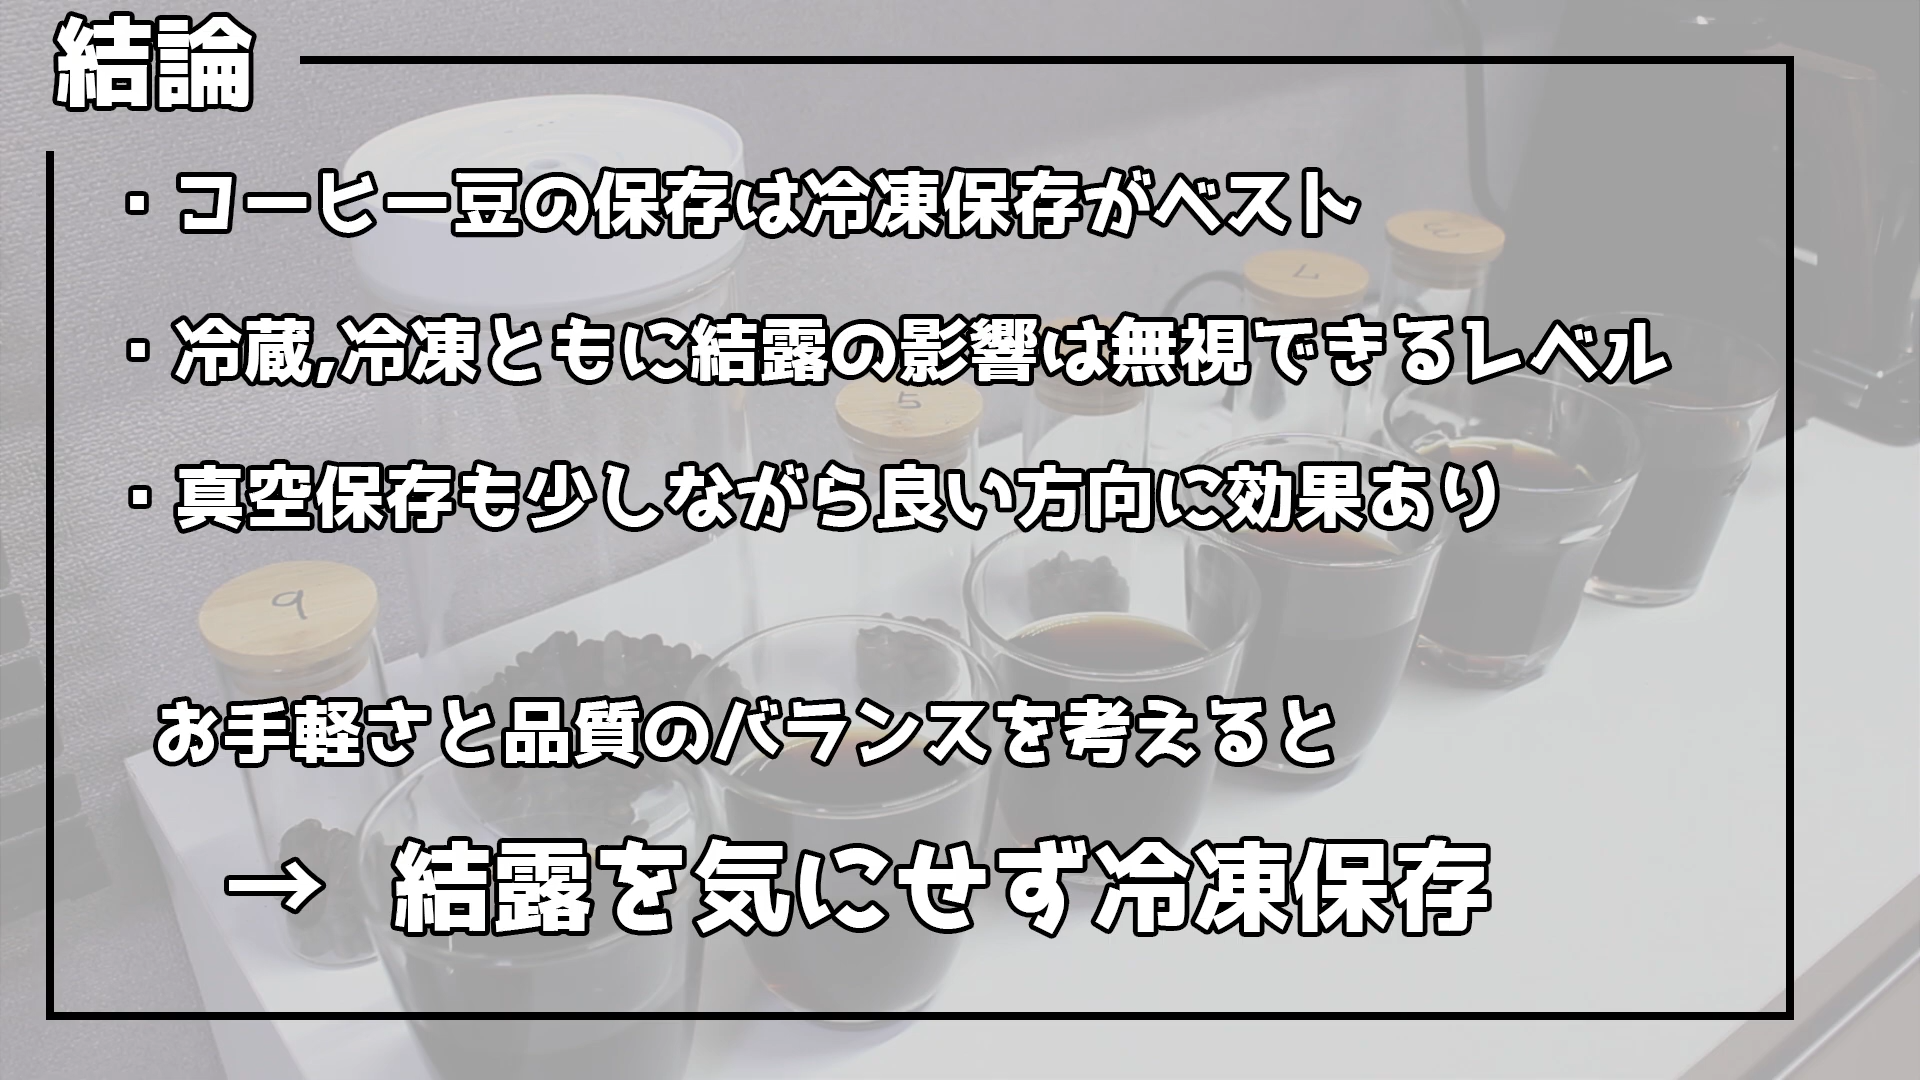 結論
・コーヒー豆の保存は冷凍保存がベスト
・冷蔵,冷凍ともに結露の影響は無視できるレベル
・真空保存も少しながら良い方向に効果あり
お手軽さと品質のバランスを考えると
→ 結露を気にせず冷凍保存
9
5